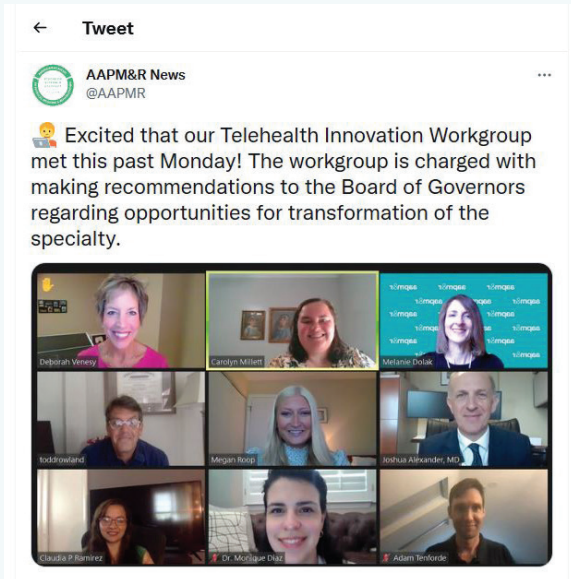 Tweet
AAPM&R News
@AAPMR
Excited that our Telehealth Innovation Workgroup
met this past Monday! The workgroup is charged with
making recommendations to the Board of Governors
regarding opportunities for transformation of the
specialty.
Deborah Venesy
Carolyn Millett
Melanie Dolak
toddrowland
Megan Roop
Joshua Alexander, MD
Claudia P Ramirez
Dr. Monique Diaz
Adam Tenforde